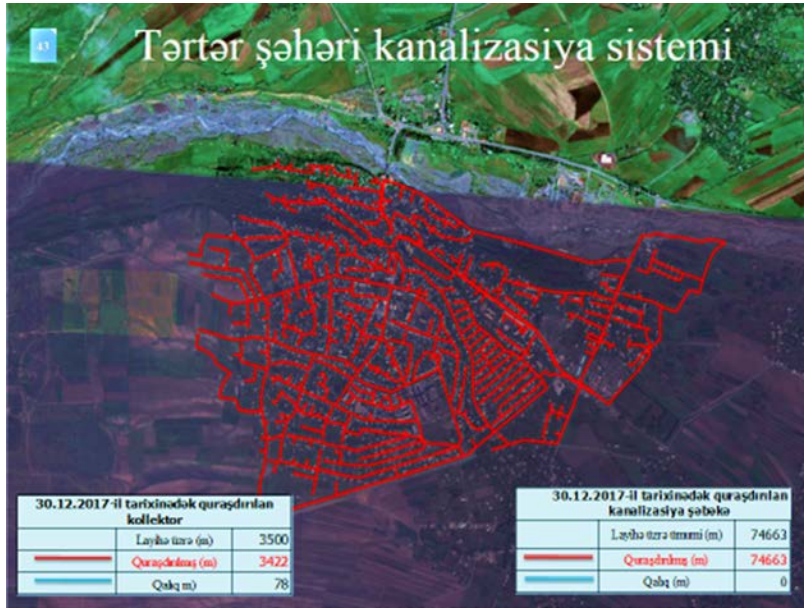 43
Tərtər şəhəri kanalizasiya sistemi
30.12.2017-il tarixinədək quraşdırılan
kollektor
Layihə üzrə (m) 3500
Quraşdırılmış (m) 3422
Qalıq m) 78
30.12.2017-il tarixinədək quraşdırılan
kanalizasiya şəbəkə
Layihə üzrə ümumi (m) 74663
Quraşdırılmış (m) 74663
Qalıq (m) 0